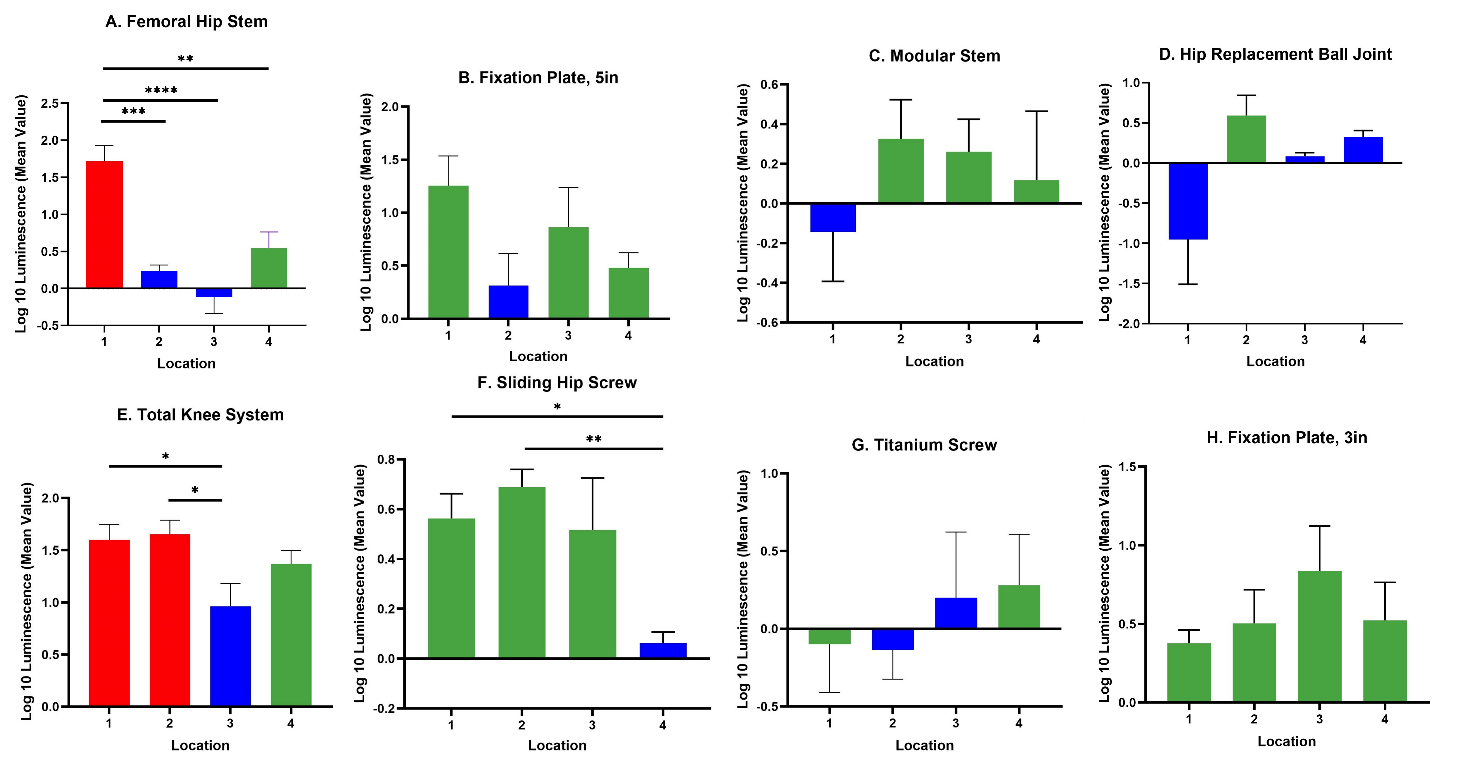 A. Femoral Hip Stem
**
****
***
Log 10 Luminescence (Mean Value)
2.5
2.0
1.5
1.0
0.5
0.0
-0.5
1 2 3 4
Location
B. Fixation Plate, 5in
Log 10 Luminescence (Mean Value)
2.0
1.5
1.0
0.5
0.0
1 2 3 4
Location
C. Modular Stem
Log 10 Luminescence (Mean Value)
0.6
0.4
0.2
0.0
-0.2
-0.4
-0.6
1 2 3 4
Location
D. Hip Replacement Ball Joint
Log 10 Luminescence (Mean Value)
1.0
0.5
0.0
-0.5
-1.0
-1.5
-2.0
1 2 3 4
Location
E. Total Knee System
*
*
Log 10 Luminescence (Mean Value)
2.0
1.5
1.0
0.5
0.0
1 2 3 4
Location
F. Sliding Hip Screw
*
**
Log 10 Luminescence (Mean Value)
0.8
0.6
0.4
0.2
0.0
-0.2
1 2 3 4
Location
G. Titanium Screw
Log 10 Luminescence (Mean Value)
1.0
0.5
0.0
-0.5
1 2 3 4
Location
H. Fixation Plate, 3in
Log 10 Luminescence (Mean Value)
1.5
1.0
0.5
0.0
1 2 3 4
Location